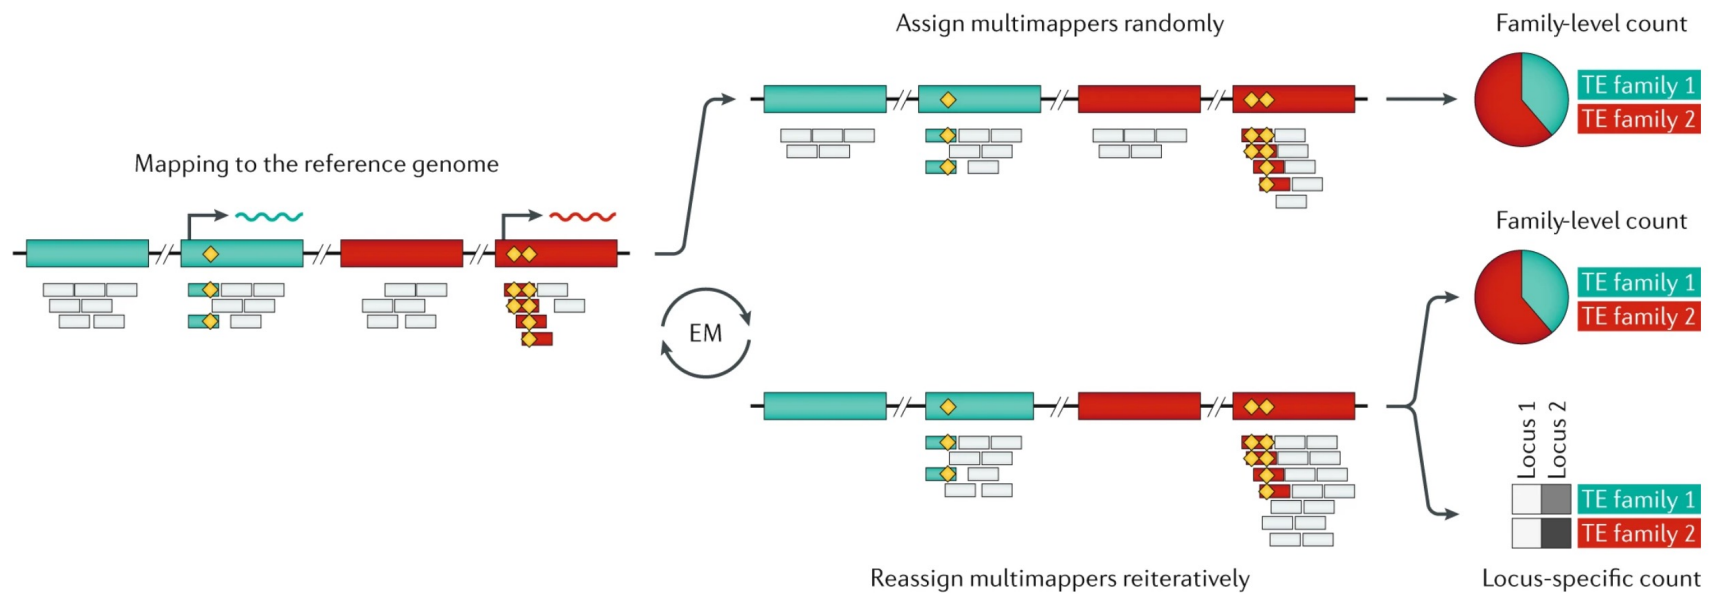 Assign multimappers randomly
Family-level count
TE family 1
TE family 2
Mapping to the reference genome
Family-level count
TE family 1
TE family 2
EM
Locus 1
Locus 2
TE family 1
TE family 2
Reassign multimappers reiteratively
Locus-specific count